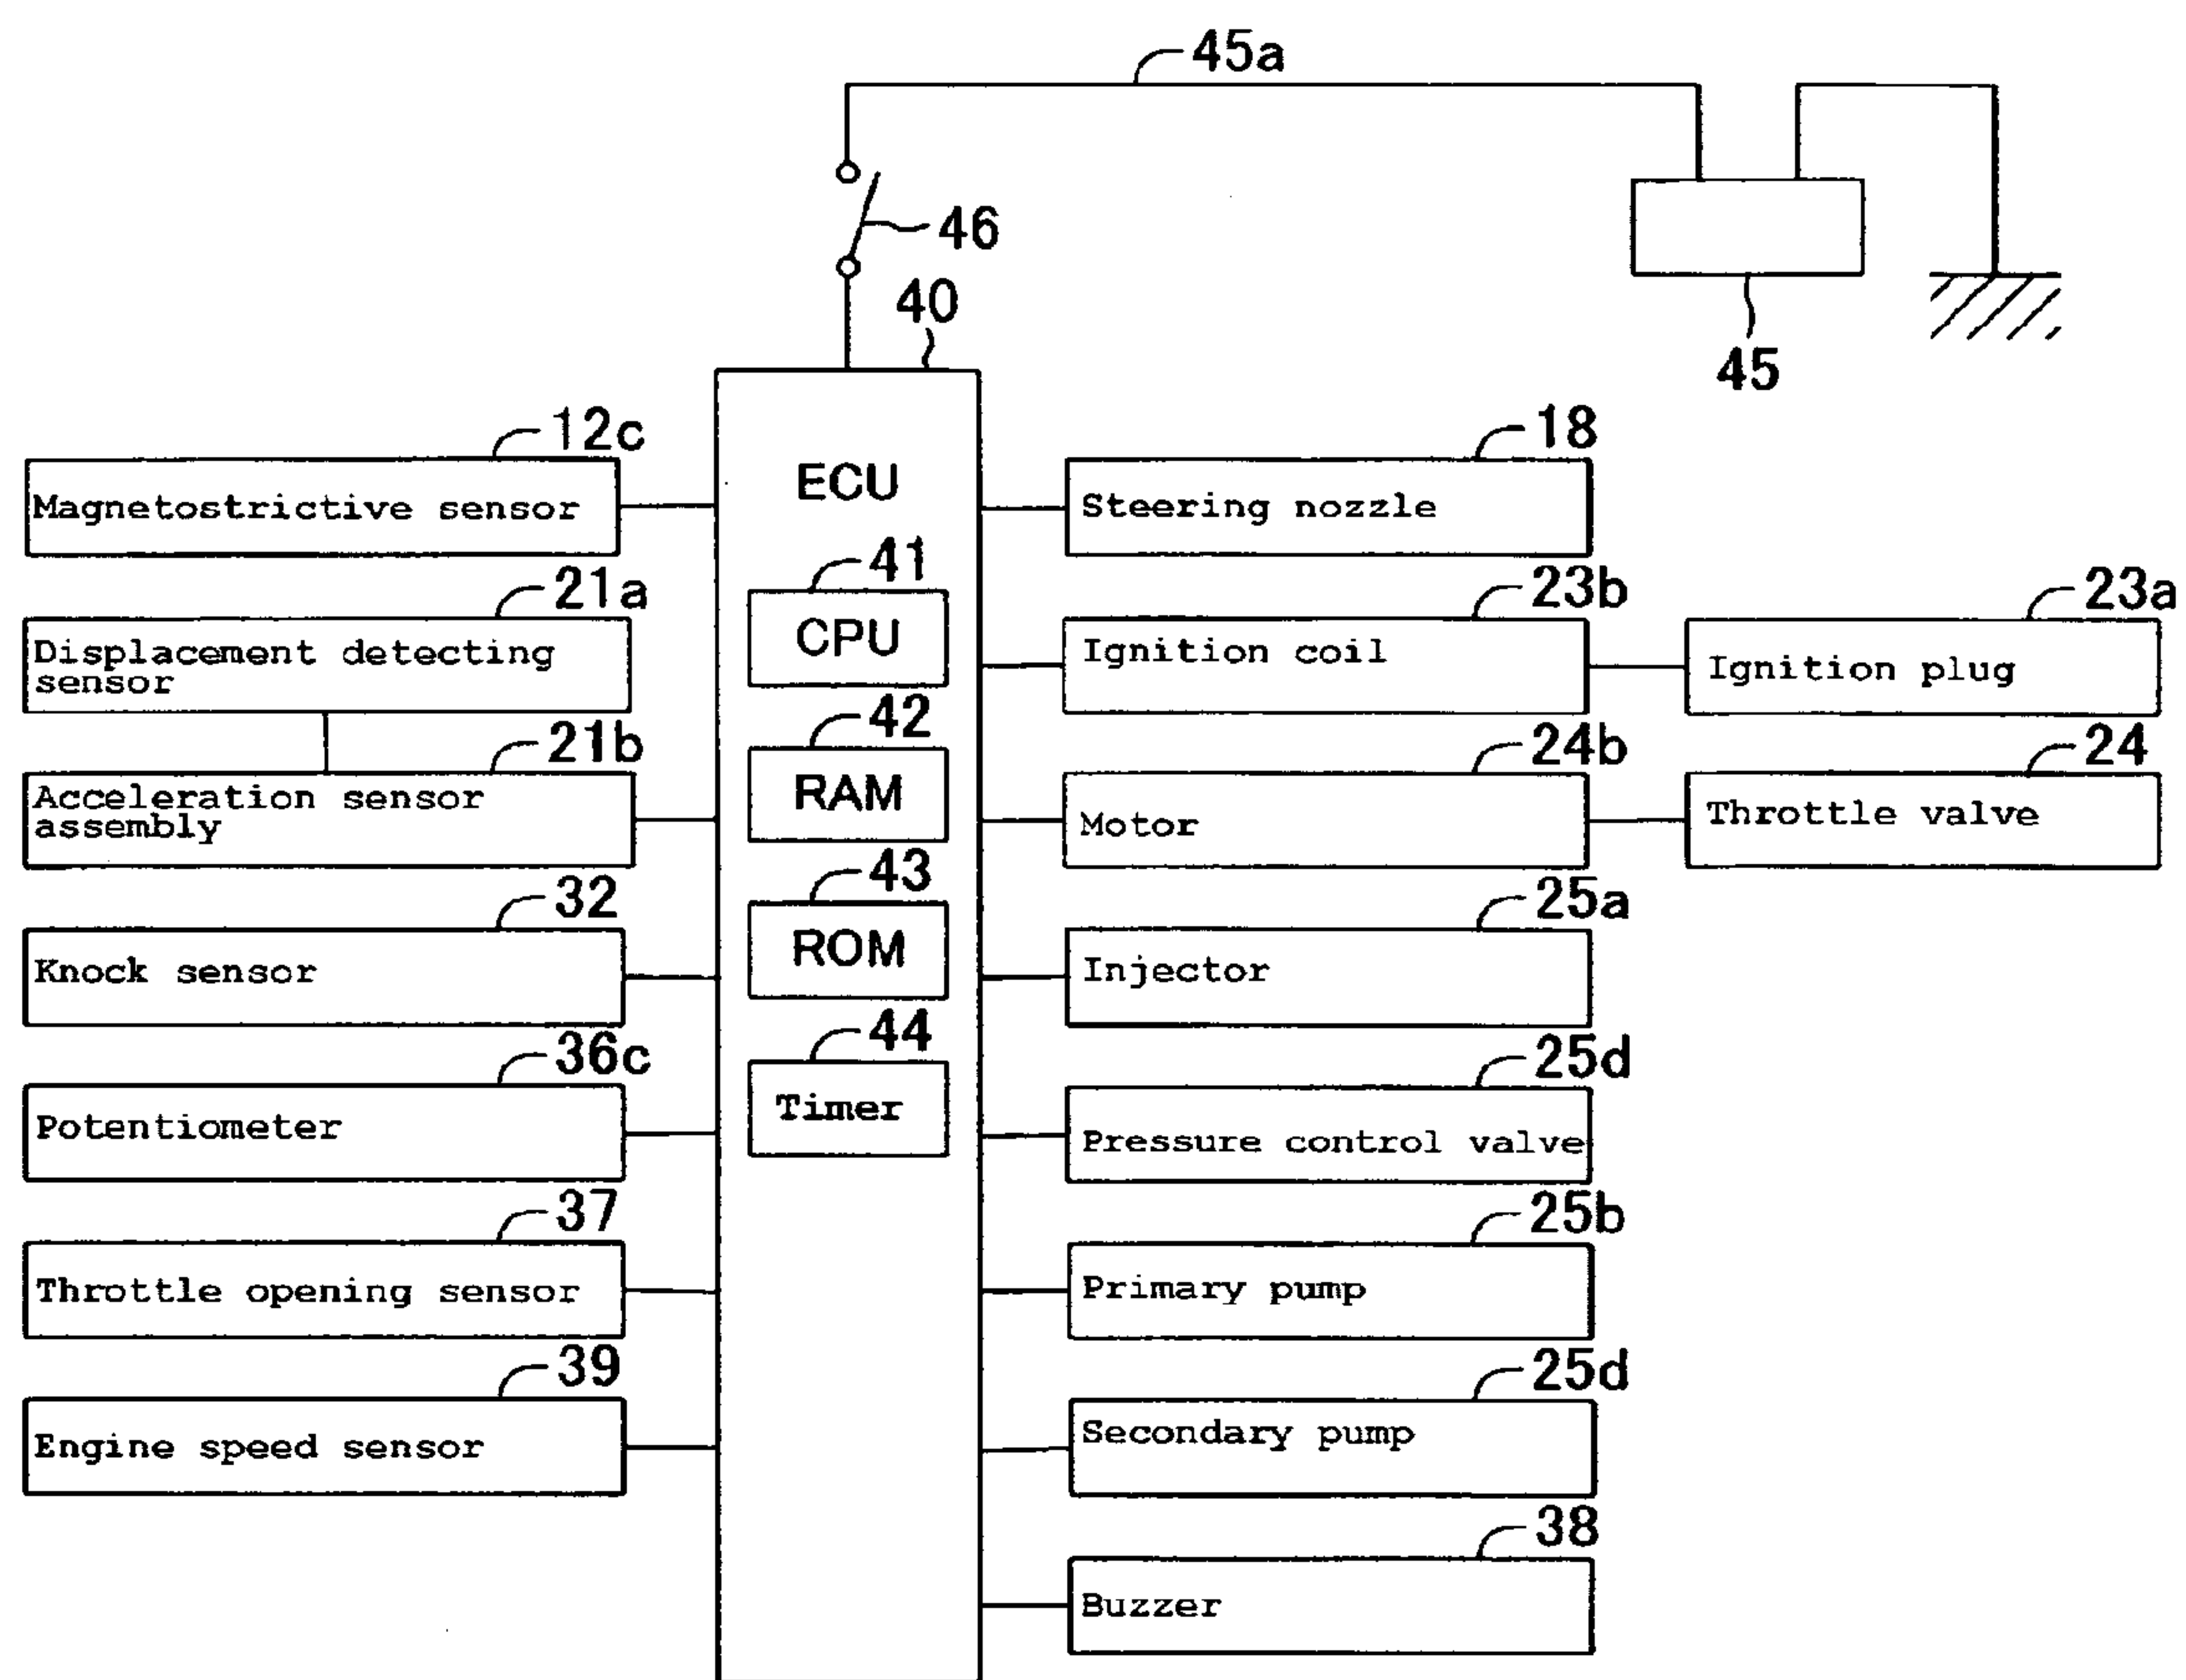 45a
46
40
45
12c
Magnetostrictive sensor
ECU
18
Steering nozzle
21a
Displacement detecting
sensor
41
CPU
23b
Ignition coil
23a
Ignition plug
21b
Acceleration sensor
assembly
42
RAM
24b
Motor
24
Throttle valve
32
Knock sensor
43
ROM
25a
Injector
36c
Potentiometer
44
Timer
25d
Pressure control valve
37
Throttle opening sensor
25b
Primary pump
39
Engine speed sensor
25d
Secondary pump
38
Buzzer